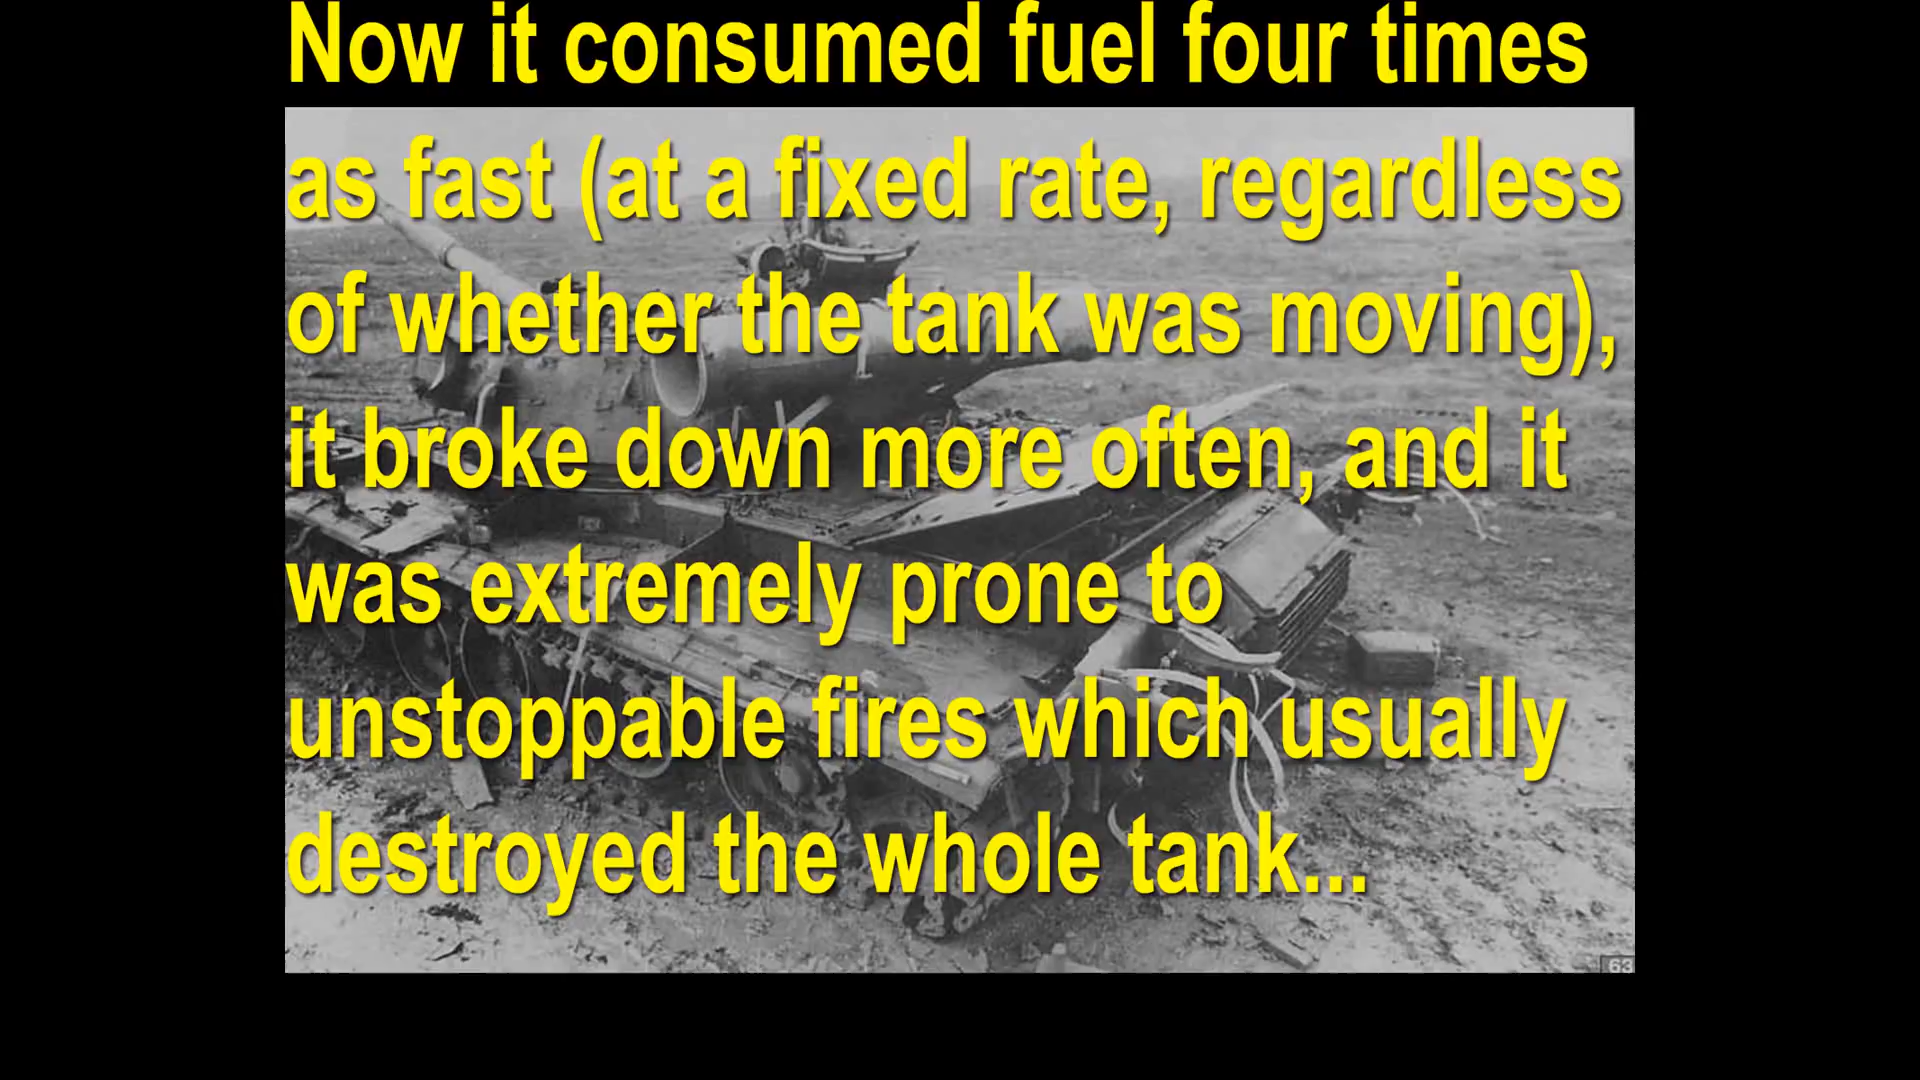 Now it consumed fuel four times
as fast (at a fixed rate, regardless
of whether the tank was moving),
it broke down more often, and it
was extremely prone to
unstoppable fires which usually
destroyed the whole tank...
63